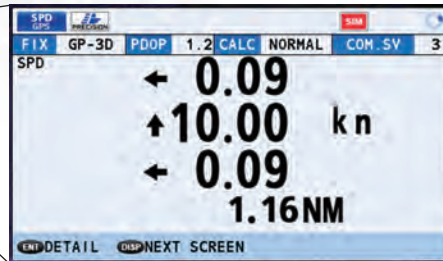 SPD GPS PRECISION SIM
FIX GP-3D PDOP 1.2 CALC NORMAL COM.SV 3
SPD
← 0.09
↑10.00 kn
← 0.09
1.16NM
ENT DETAIL DISP NEXT SCREEN